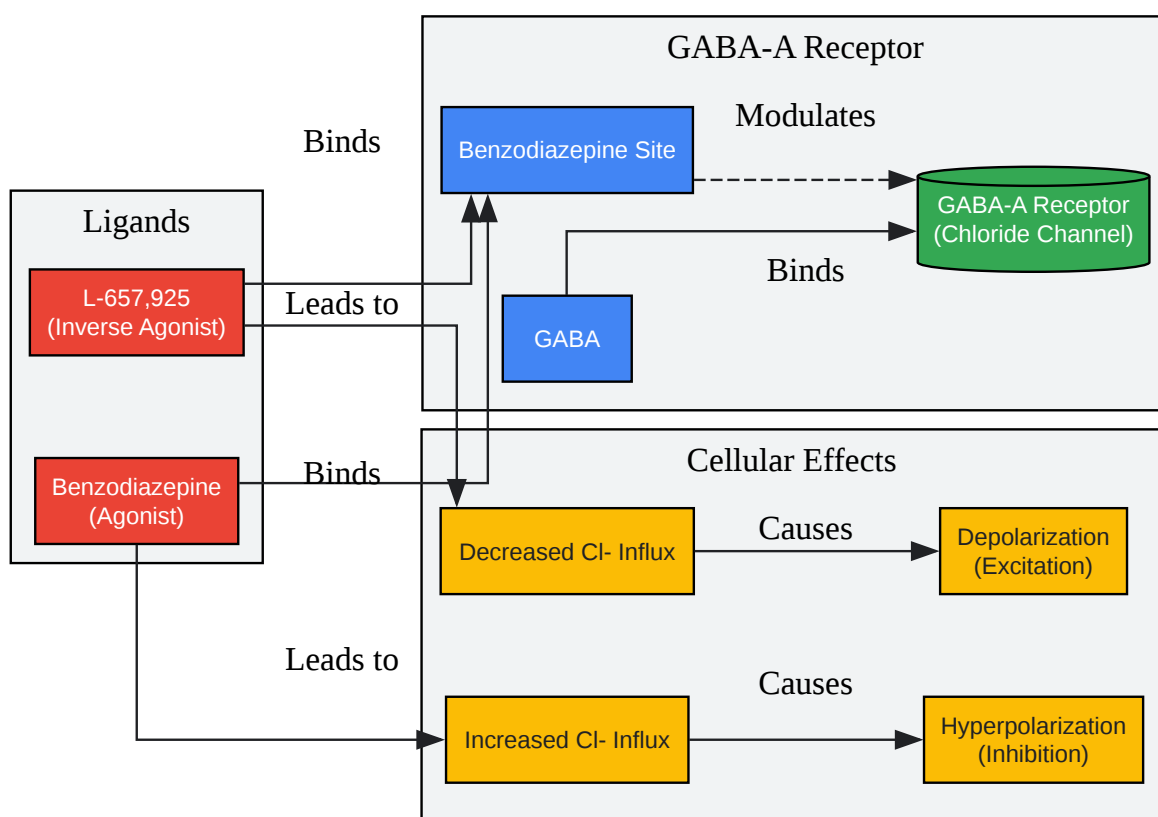 GABA-A Receptor
Binds
Benzodiazepine Site
Modulates
GABA-A Receptor
(Chloride Channel)
Binds
GABA
Ligands
L-657,925
(Inverse Agonist)
Leads to
Benzodiazepine
(Agonist)
Binds
Leads to
Cellular Effects
Decreased Cl- Influx
Causes
Depolarization
(Excitation)
Increased Cl- Influx
Causes
Hyperpolarization
(Inhibition)